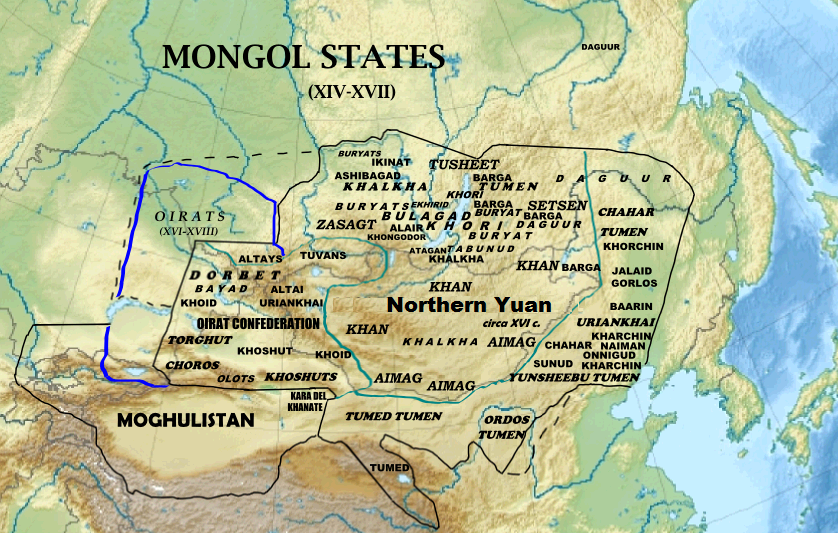 MONGOL STATES
(XIV-XVII)
DAGUUR
BURYATS
IKINAT
TUSHEET
ASHIBAGAD
BARGA
DAGUUR
KHALKHA
TUMEN
KHORI
OIRATS
(XVI-XVIII)
BURYATS
EKHIRID
BARGA
SETSEN
BULAGAD
BURYAT
BARGA
CHAHAR
ZASAGT
ALAIR
KHORI
DAGUUR
TUMEN
KHONGODOR
BURYAT
KHORCHIN
ATAGAN
TABUNUD
ALTAYS
TUVANS
KHALKHA
KHAN
BARGA
JALAID
DORBET
GORLOS
BAYAD
ALTAI
KHAN
KHOID
URIANKHAI
Northern Yuan
BAARIN
OIRAT CONFEDERATION
circa XVI c.
URIANKHAI
KHAN
KHARCHIN
TORGHUT
KHALKHA
AIMAG
CHAHAR
NAIMAN
KHOSHUT
KHOID
ONNIGUD
CHOROS
SUNUD
KHARCHIN
OLOTS
KHOSHUTS
AIMAG
AIMAG
YUNSHEEBU TUMEN
KARA DEL
KHANATE
MOGHULISTAN
TUMED TUMEN
ORDOS
TUMEN
TUMED